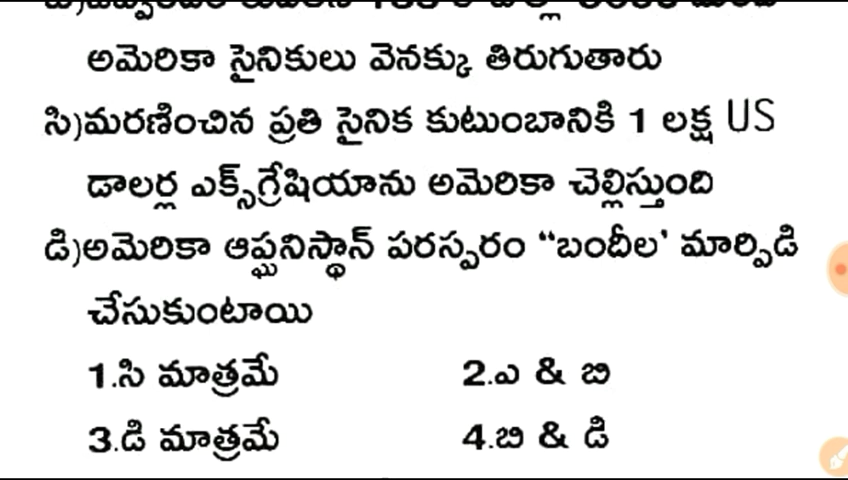 అమెరికా సైనికులు వెనక్కు తిరుగుతారు
సి)మరణించిన ప్రతి సైనిక కుటుంబానికి 1 లక్ష US
డాలర్ల ఎక్స్‌గ్రేషియాను అమెరికా చెల్లిస్తుంది
డి)అమెరికా ఆప్ఘనిస్థాన్ పరస్పరం “బందీల’ మార్పిడి
చేసుకుంటాయి
1.సి మాత్రమే 2.ఎ & బి
3.డి మాత్రమే 4.బి & డి